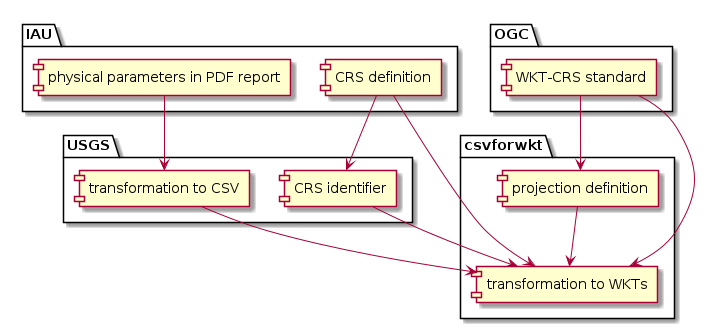 IAU
physical parameters in PDF report
CRS definition
OGC
WKT-CRS standard
USGS
transformation to CSV
CRS identifier
csvforwkt
projection definition
transformation to WKTs